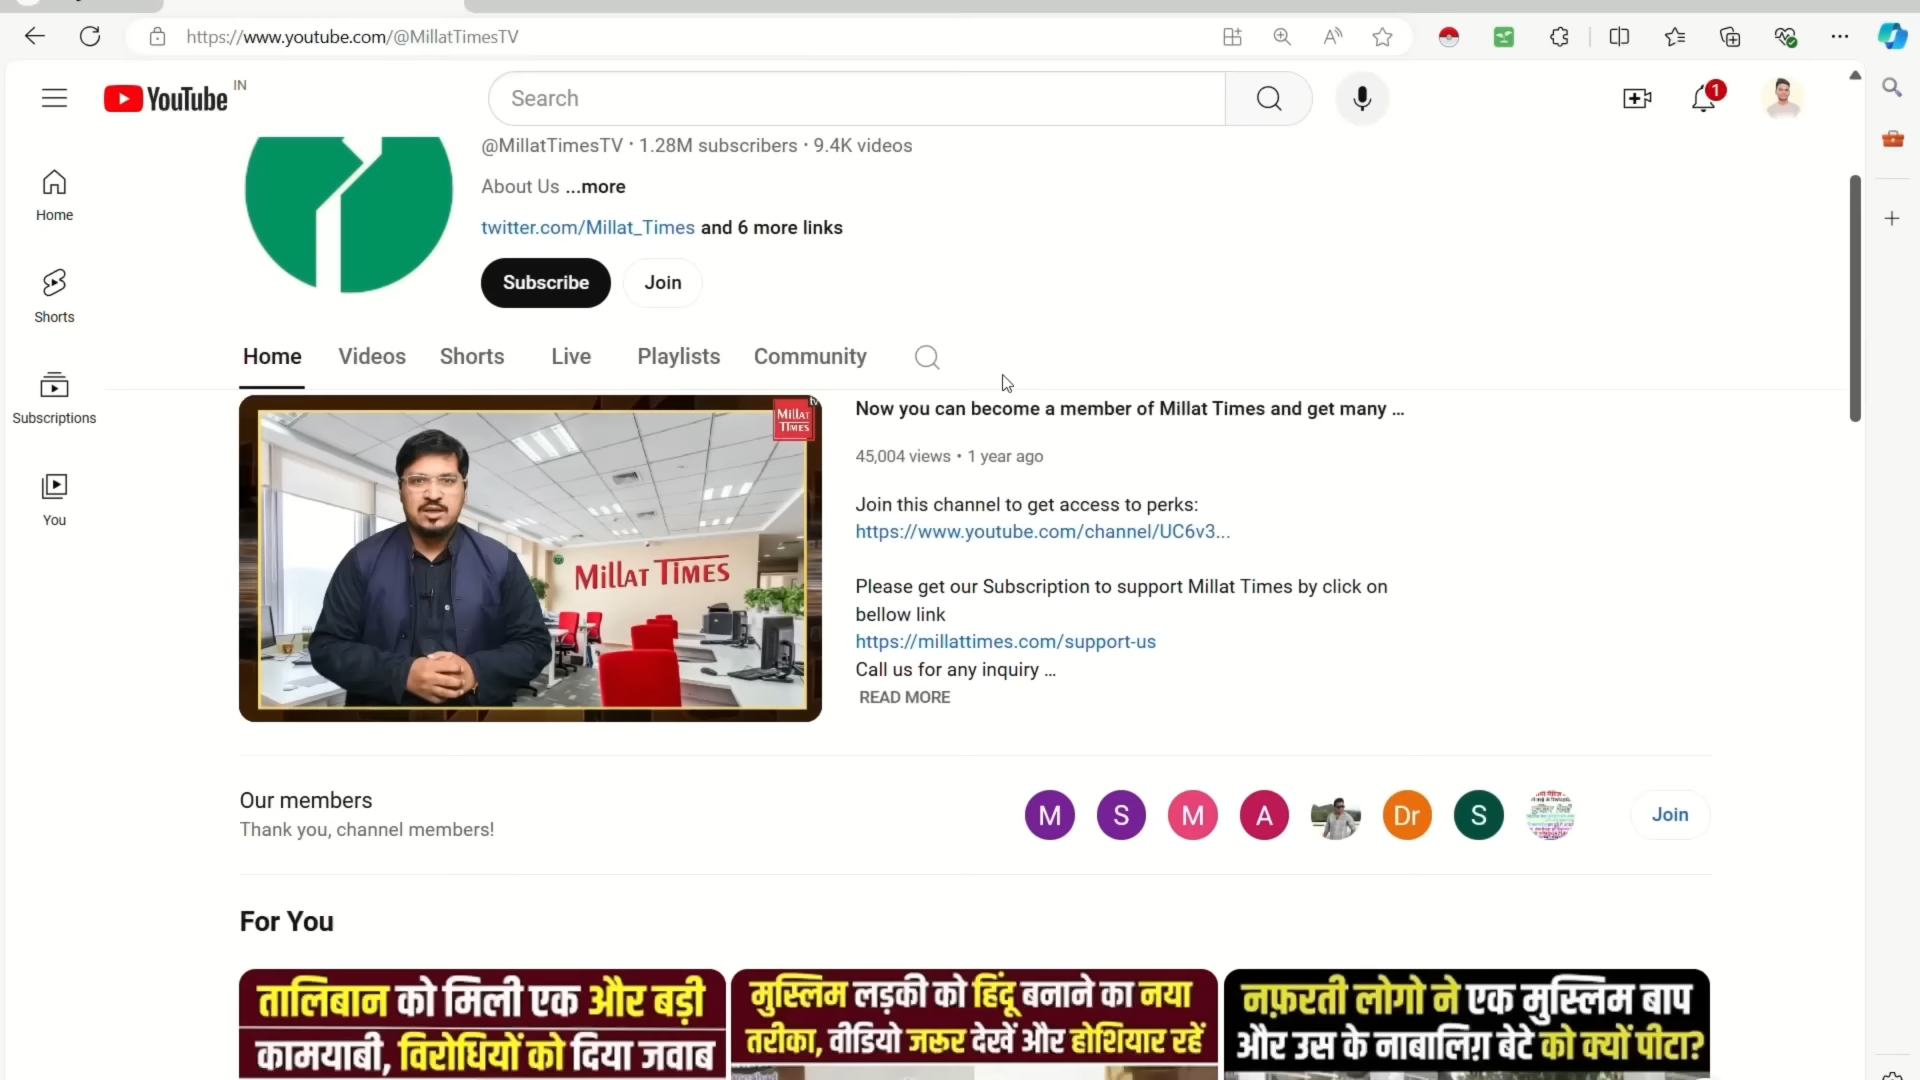 https://www.youtube.com/@MillatTimesTV
YouTube IN
Search
1
@MillatTimesTV • 1.28M subscribers • 9.4K videos
About Us ...more
twitter.com/Millat_Times and 6 more links
Subscribe
Join
Home
Shorts
Subscriptions
You
Home Videos Shorts Live Playlists Community
MILLAT TIMES
tv
MILLAT TIMES
Now you can become a member of Millat Times and get many ...
45,004 views • 1 year ago
Join this channel to get access to perks:
https://www.youtube.com/channel/UC6v3...
Please get our Subscription to support Millat Times by click on
bellow link
https://millattimes.com/support-us
Call us for any inquiry ...
READ MORE
Our members
Thank you, channel members!
M S M A Dr S
Join
For You
तालिबान को मिली एक और बड़ी
कामयाबी, विरोधियों को दिया जवाब
मुस्लिम लड़की को हिंदू बनाने का नया
तरीका, वीडियो जरूर देखें और होशियार रहें
नफ़रती लोगो ने एक मुस्लिम बाप
और उस के नाबालिग़ बेटे को क्यों पीटा?